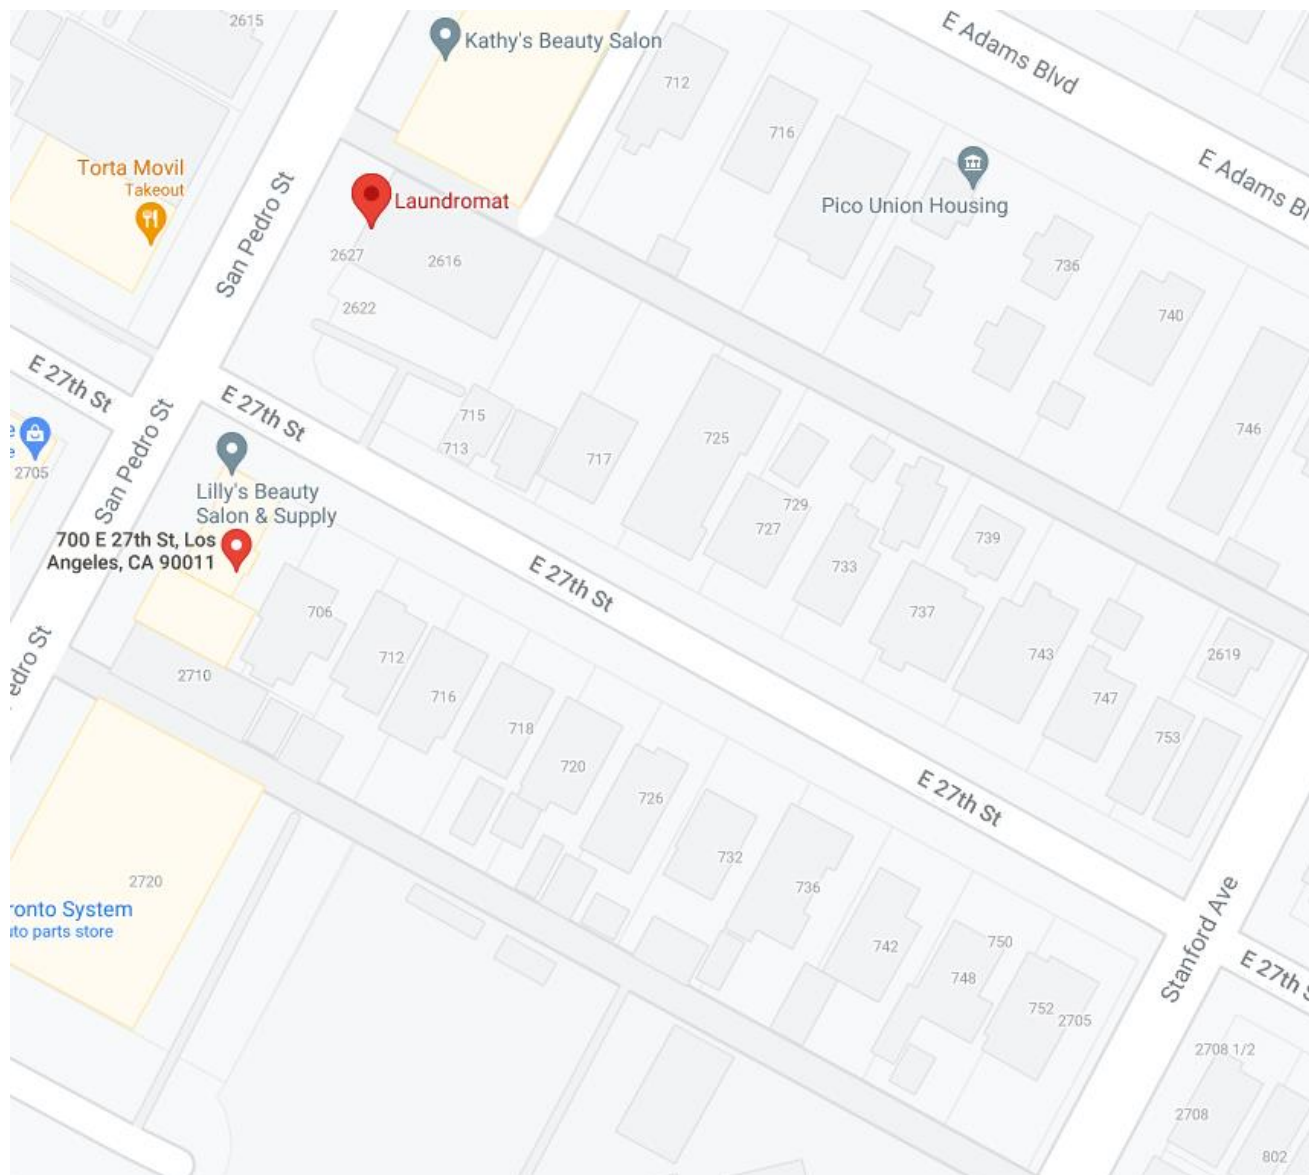 2615
Kathy's Beauty Salon
E Adams Blvd
712
716
Torta Movil
Takeout
San Pedro St
Laundromat
Pico Union Housing
E Adams Bl
2627
2616
736
2622
740
E 27th St
E 27th St
San Pedro St
715
713
717
725
746
e
e
2705
Lilly's Beauty
Salon & Supply
729
727
739
700 E 27th St, Los
Angeles, CA 90011
733
E 27th St
706
737
edro St
712
743
2619
2710
716
747
718
753
720
726
E 27th St
732
2720
736
ronto System
uto parts store
Stanford Ave
742
750
748
E 27th S
752
2705
2708 1/2
2708
802